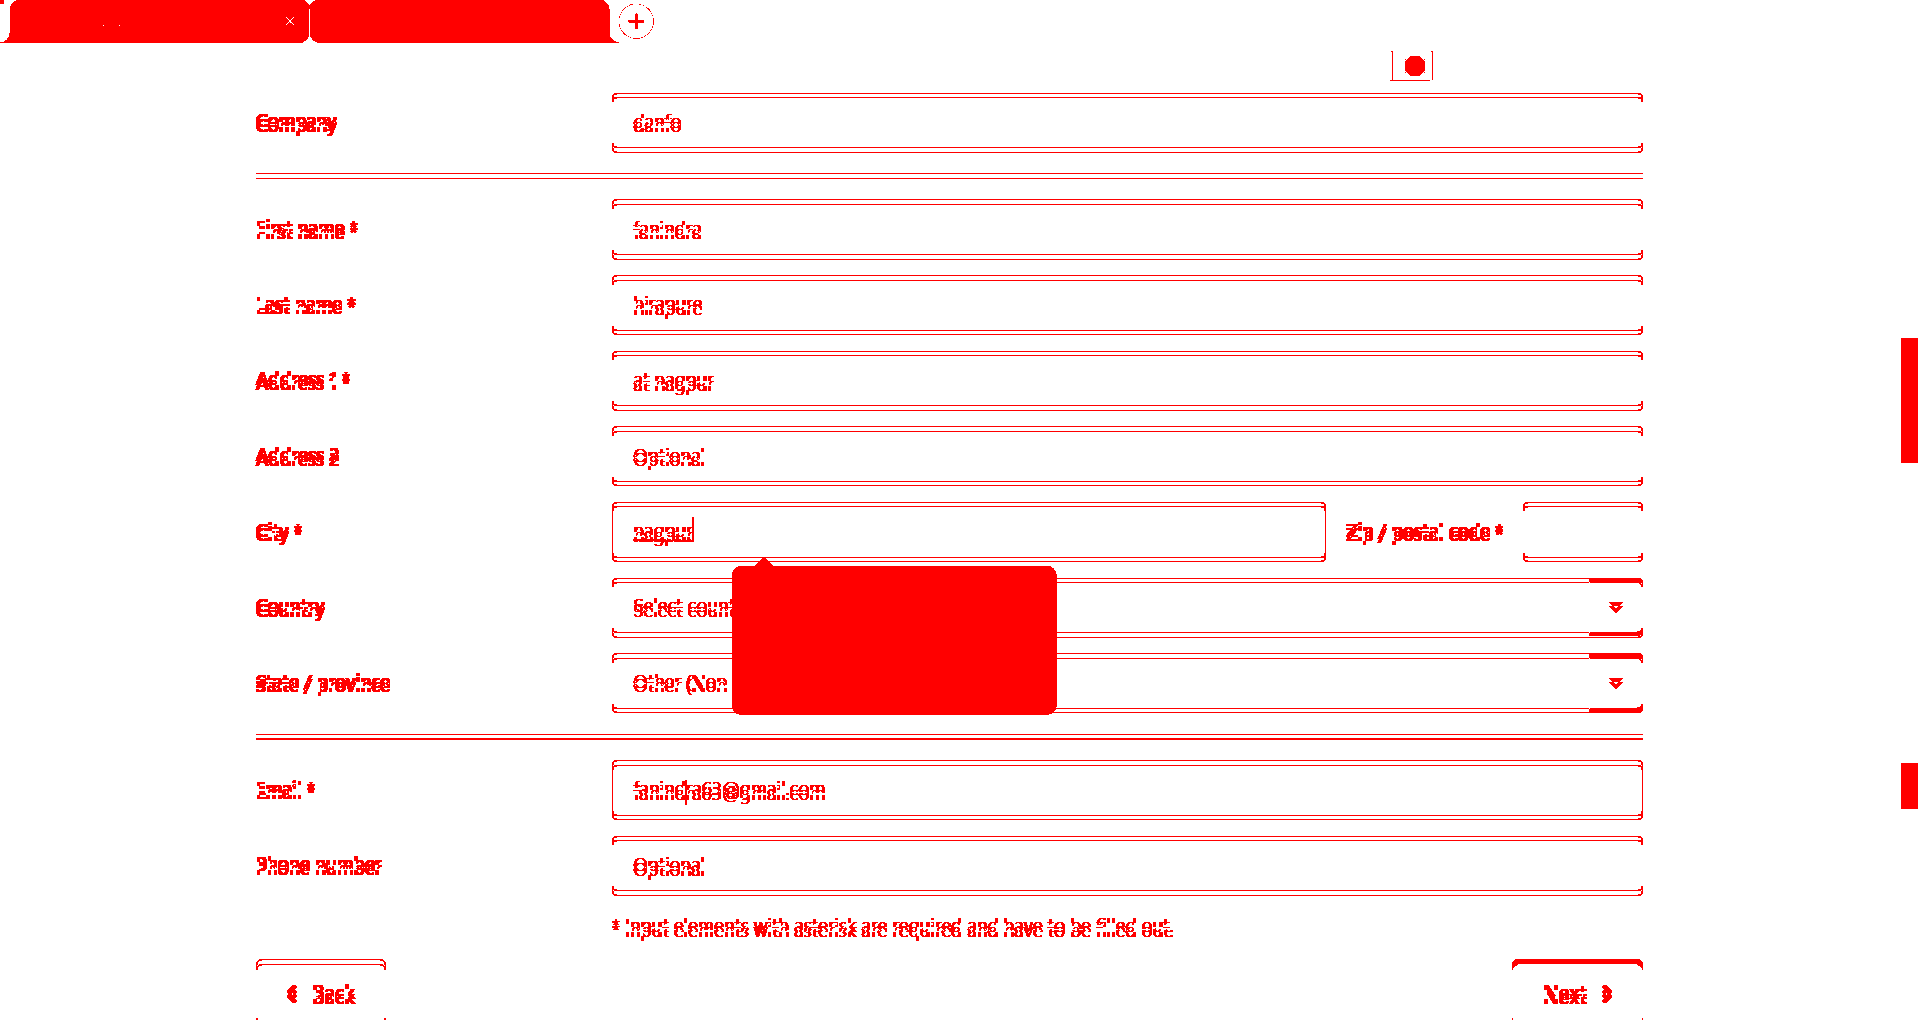 Company danfo
First name * fanindra
Last name * hirapure
Address 1 * at nagpur
Address 2 Optional
City * nagpur Zip / postal code *
Country Select count
State / province Other (Non
Email * fanindra63@gmail.com
Phone number Optional
* Input elements with asterisk are required and have to be filled out.
Back Next